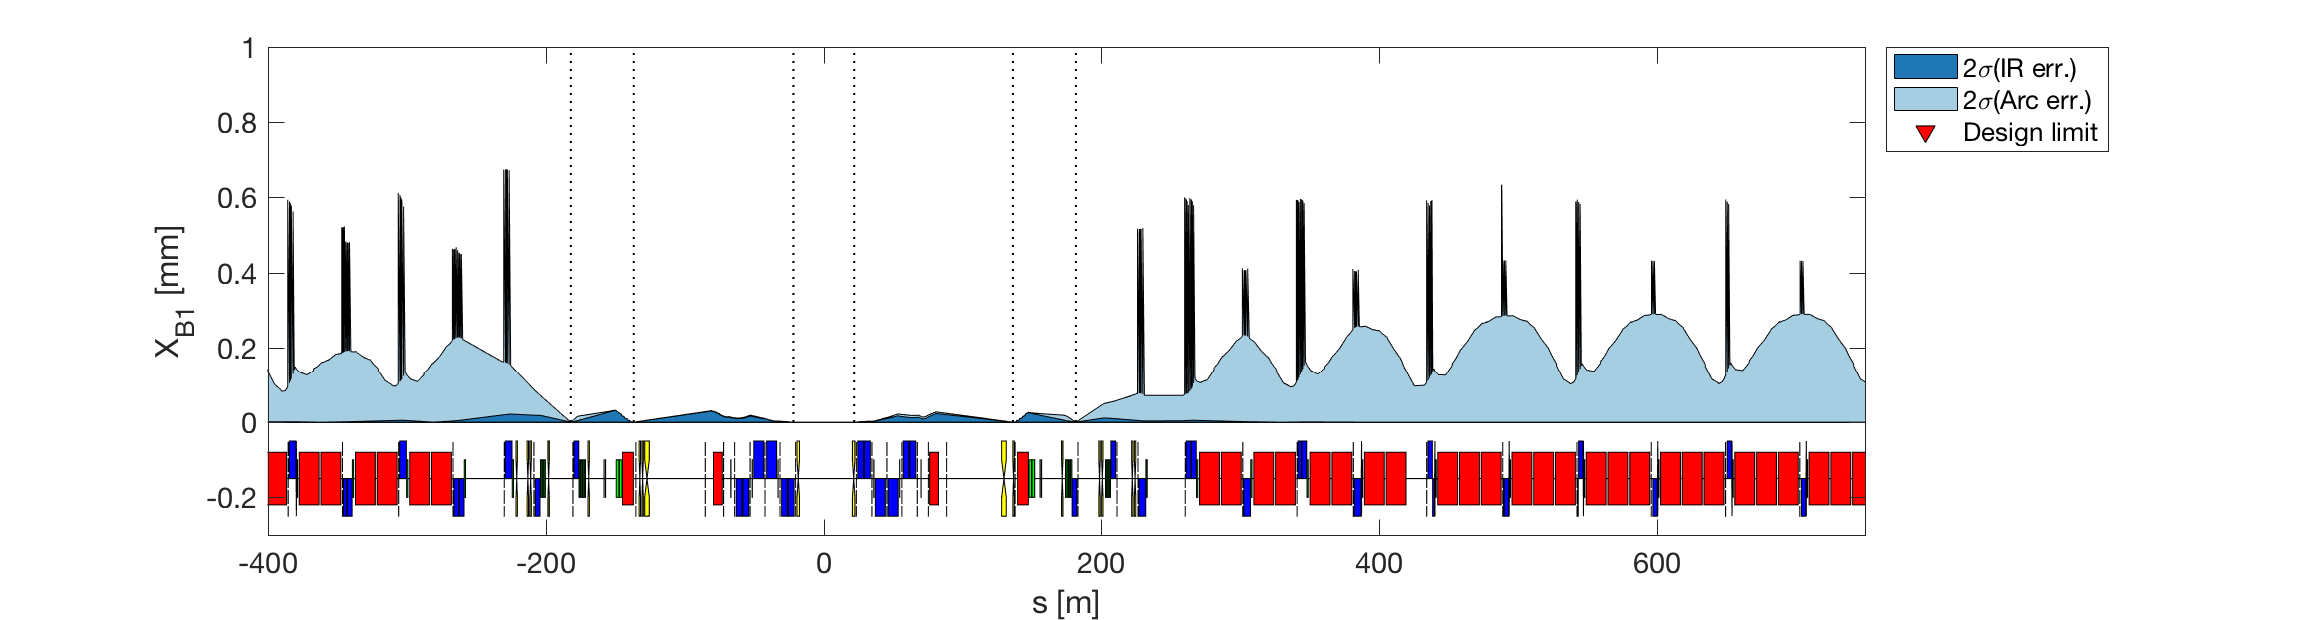 1
0.8
0.6
0.4
0.2
0
-0.2
X_B1 [mm]
-400
-200
0
200
400
600
s [m]
2σ(IR err.)
2σ(Arc err.)
Design limit